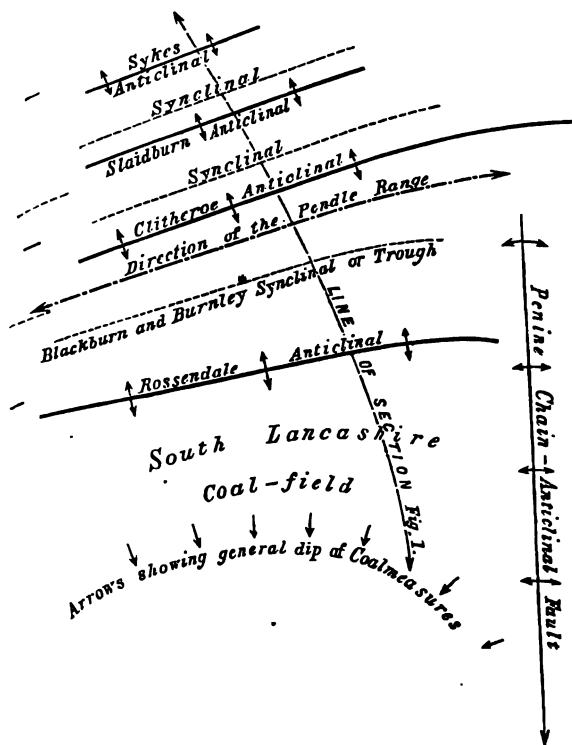 Sykes
Anticlinal
Synclinal
Slaidburn Anticlinal
Synclinal
Clitheroe Anticlinal
Direction of the Pendle Range
Blackburn and Burnley Synclinal or Trough
LINE OF SECTION Fig. 1.
Rossendale Anticlinal
Penine Chain - Anticlinal Fault
South Lancashire
Coal-field
Arrows showing general dip of Coalmeasures